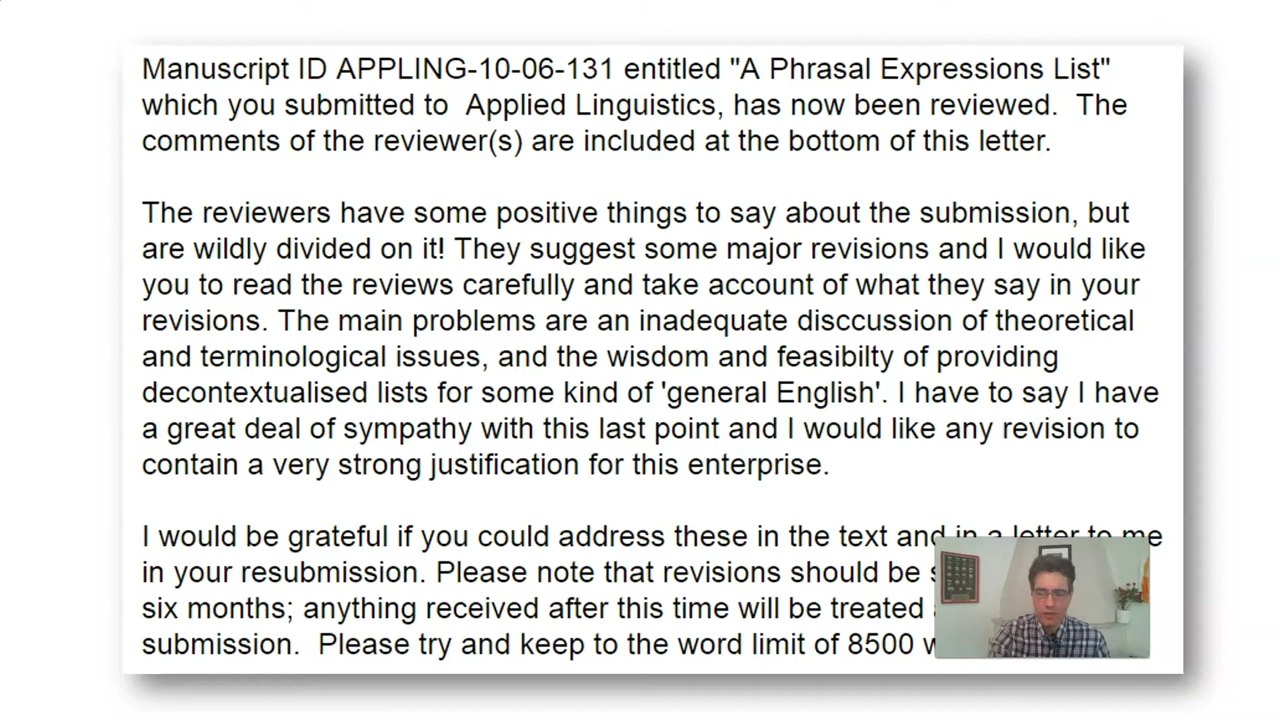 Manuscript ID APPLING-10-06-131 entitled "A Phrasal Expressions List"
which you submitted to Applied Linguistics, has now been reviewed. The
comments of the reviewer(s) are included at the bottom of this letter.
The reviewers have some positive things to say about the submission, but
are wildly divided on it! They suggest some major revisions and I would like
you to read the reviews carefully and take account of what they say in your
revisions. The main problems are an inadequate disccussion of theoretical
and terminological issues, and the wisdom and feasibilty of providing
decontextualised lists for some kind of 'general English'. I have to say I have
a great deal of sympathy with this last point and I would like any revision to
contain a very strong justification for this enterprise.
I would be grateful if you could address these in the text and in a letter to me
in your resubmission. Please note that revisions should be
six months; anything received after this time will be treated
submission. Please try and keep to the word limit of 8500